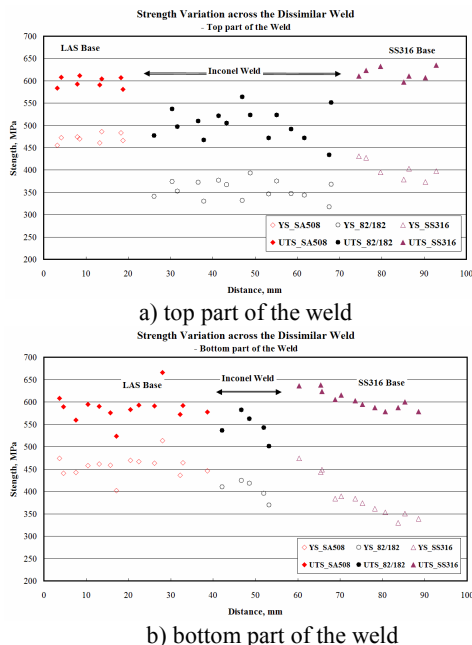 Strength Variation across the Dissimilar Weld
- Top part of the Weld
LAS Base
Inconel Weld
SS316 Base
700
650
600
550
500
450
400
350
300
250
200
Stength, MPa
YS_SA508
YS_82/182
YS_SS316
UTS_SA508
UTS_82/182
UTS_SS316
0 10 20 30 40 50 60 70 80 90 100
Distance, mm
a) top part of the weld
Strength Variation across the Dissimilar Weld
- Bottom part of the Weld
LAS Base
Inconel Weld
SS316 Base
700
650
600
550
500
450
400
350
300
250
200
Stength, MPa
YS_SA508
YS_82/182
YS_SS316
UTS_SA508
UTS_82/182
UTS_SS316
0 10 20 30 40 50 60 70 80 90 100
Distance, mm
b) bottom part of the weld